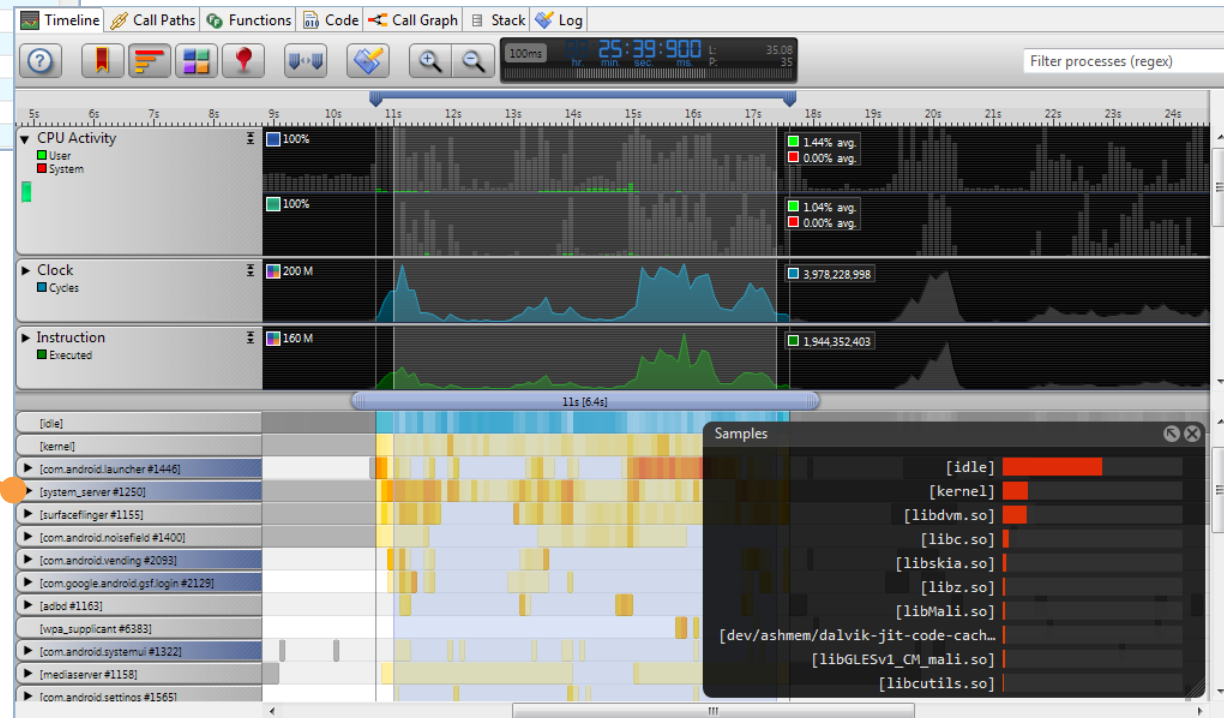 Timeline Call Paths Functions Code Call Graph Stack Log
100ms hr. 25:39:900 min. sec. ms. L: 35.08 P: 35
Filter processes (regex)
5s 6s 7s 8s 9s 10s 11s 12s 13s 14s 15s 16s 17s 18s 19s 20s 21s 22s 23s 24s
CPU Activity
User
System
100%
1.44% avg.
0.00% avg.
100%
1.04% avg.
0.00% avg.
Clock
Cycles
200 M
3,978,228,998
Instruction
Executed
160 M
1,944,352,403
11s [6.4s]
[idle]
[kernel]
[com.android.launcher #1446]
[system_server #1250]
[surfaceflinger #1155]
[com.android.noisefield #1400]
[com.android.vending #2093]
[com.google.android.gsf.login #2129]
[adbd #1163]
[wpa_supplicant #6383]
[com.android.systemui #1322]
[mediaserver #1158]
[com.android.settings #1565]
Samples
[idle]
[kernel]
[libdvm.so]
[libc.so]
[libskia.so]
[libz.so]
[libMali.so]
[dev/ashmem/dalvik-jit-code-cach…
[libGLESv1_CM_mali.so]
[libcutils.so]